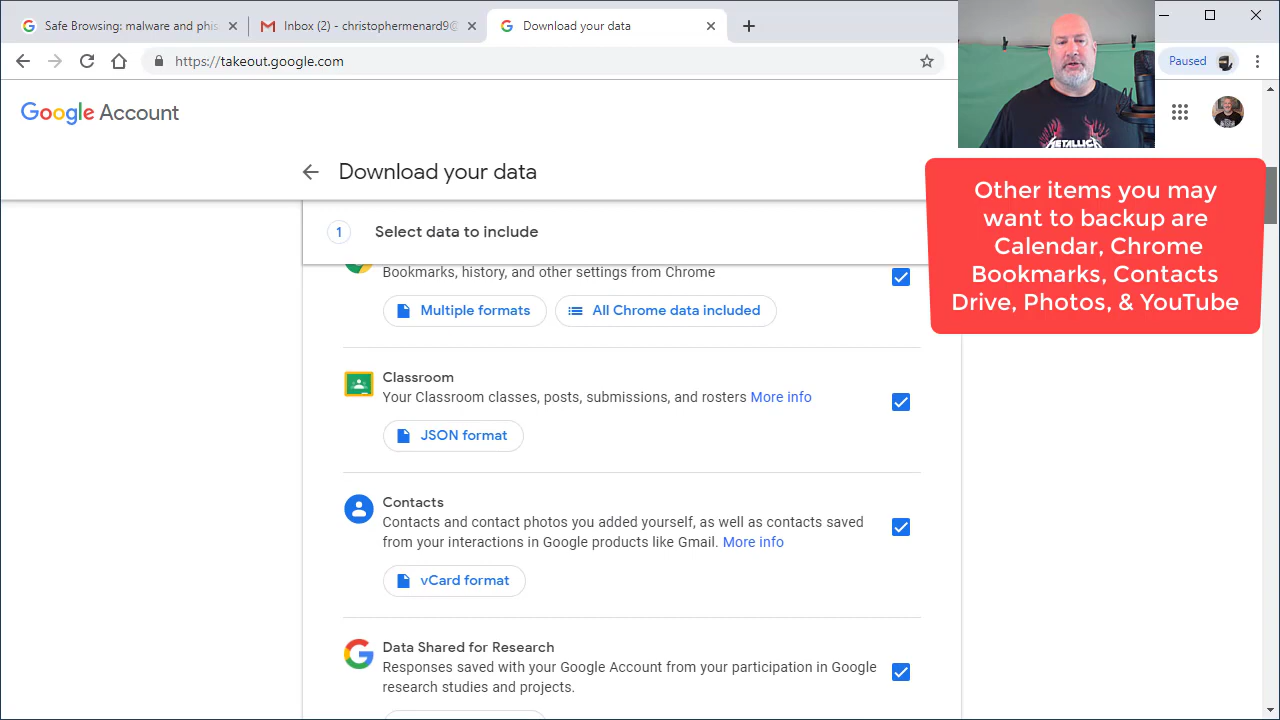 Safe Browsing: malware and phis
Inbox (2) - christophermenard9@
Download your data
https://takeout.google.com
Paused
METALLICA
Google Account
Download your data
Other items you may
want to backup are
Calendar, Chrome
Bookmarks, Contacts
Drive, Photos, & YouTube
1 Select data to include
Bookmarks, history, and other settings from Chrome
Multiple formats
All Chrome data included
Classroom
Your Classroom classes, posts, submissions, and rosters More info
JSON format
Contacts
Contacts and contact photos you added yourself, as well as contacts saved
from your interactions in Google products like Gmail. More info
vCard format
Data Shared for Research
Responses saved with your Google Account from your participation in Google
research studies and projects.